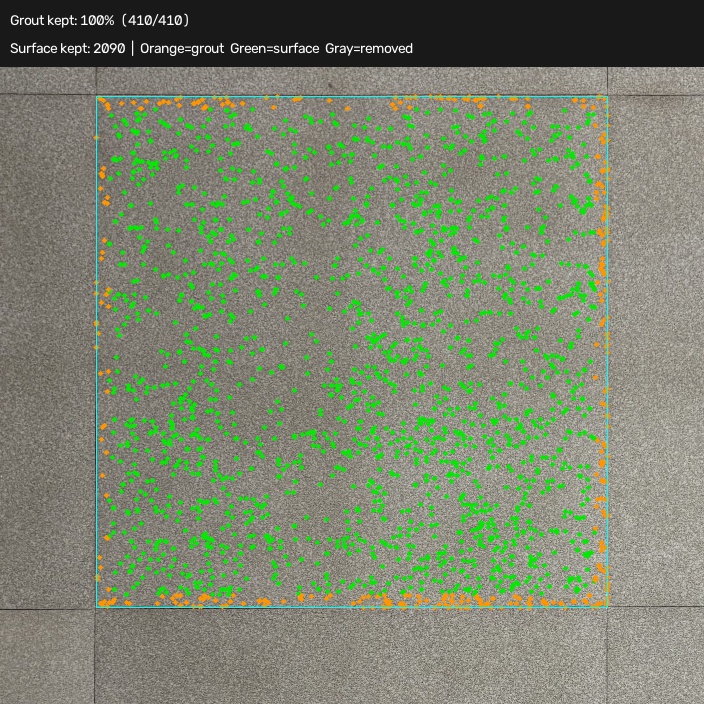 Grout kept: 100%  (410/410)
Surface kept: 2090 | Orange=grout  Green=surface  Gray=removed